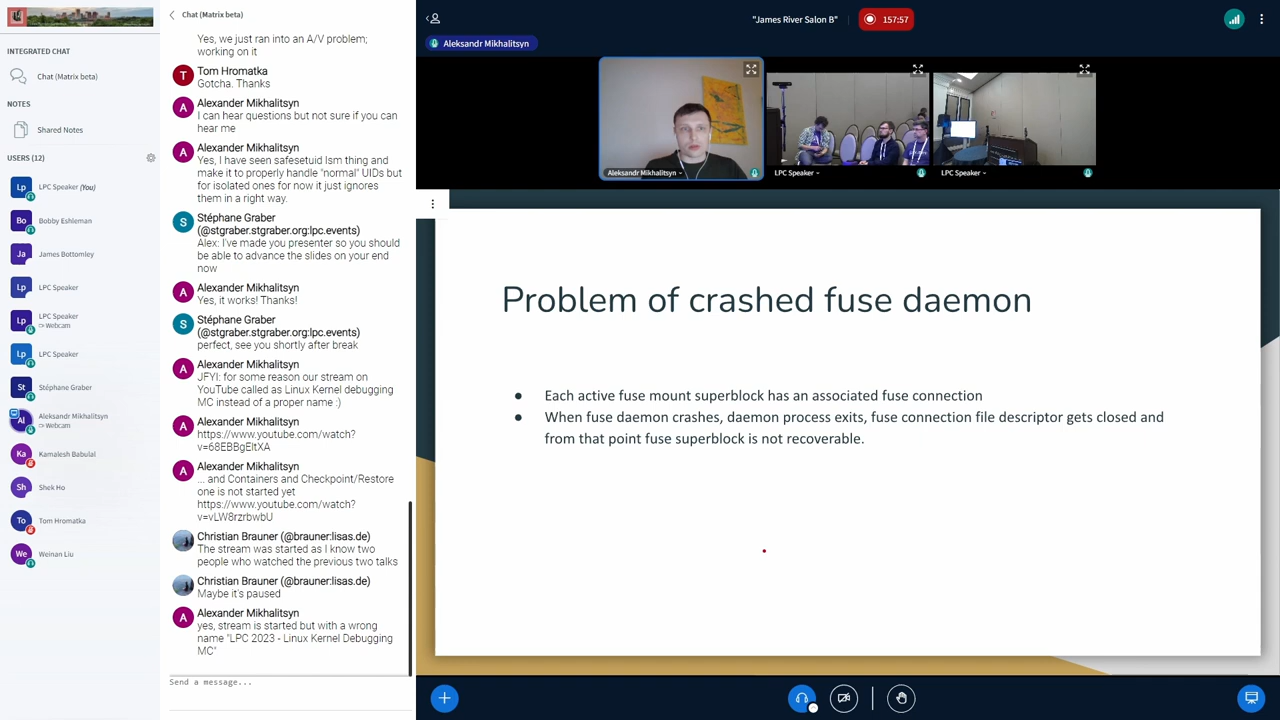 INTEGRATED CHAT
Chat (Matrix beta)
NOTES
Shared Notes
USERS (12)
Lp LPC Speaker (You)
Bo Bobby Eshleman
Ja James Bottomley
Lp LPC Speaker
Lp LPC Speaker
Webcam
Lp LPC Speaker
St Stéphane Graber
Al Aleksandr Mikhalitsyn
Webcam
Ka Kamalesh Babulal
Sh Shek Ho
To Tom Hromatka
We Weinan Liu
Chat (Matrix beta)
Yes, we just ran into an A/V problem;
working on it
T Tom Hromatka
Gotcha. Thanks
A Alexander Mikhalitsyn
I can hear questions but not sure if you can
hear me
A Alexander Mikhalitsyn
Yes, I have seen safesetuid lsm thing and
make it to properly handle "normal" UIDs but
for isolated ones for now it just ignores
them in a right way.
S Stéphane Graber
(@stgraber.stgraber.org:lpc.events)
Alex: I've made you presenter so you should
be able to advance the slides on your end
now
A Alexander Mikhalitsyn
Yes, it works! Thanks!
S Stéphane Graber
(@stgraber.stgraber.org:lpc.events)
perfect, see you shortly after break
A Alexander Mikhalitsyn
JFYI: for some reason our stream on
YouTube called as Linux Kernel debugging
MC instead of a proper name :)
A Alexander Mikhalitsyn
https://www.youtube.com/watch?
v=68EBBgEltXA
A Alexander Mikhalitsyn
... and Containers and Checkpoint/Restore
one is not started yet
https://www.youtube.com/watch?
v=vLW8rzrbwbU
Christian Brauner (@brauner:lisas.de)
The stream was started as I know two
people who watched the previous two talks
Christian Brauner (@brauner:lisas.de)
Maybe it's paused
A Alexander Mikhalitsyn
yes, stream is started but with a wrong
name "LPC 2023 - Linux Kernel Debugging
MC"
Send a message...
"James River Salon B"
157:57
Aleksandr Mikhalitsyn
Aleksandr Mikhalitsyn
LPC Speaker
LPC Speaker
Problem of crashed fuse daemon
● Each active fuse mount superblock has an associated fuse connection
● When fuse daemon crashes, daemon process exits, fuse connection file descriptor gets closed and
from that point fuse superblock is not recoverable.